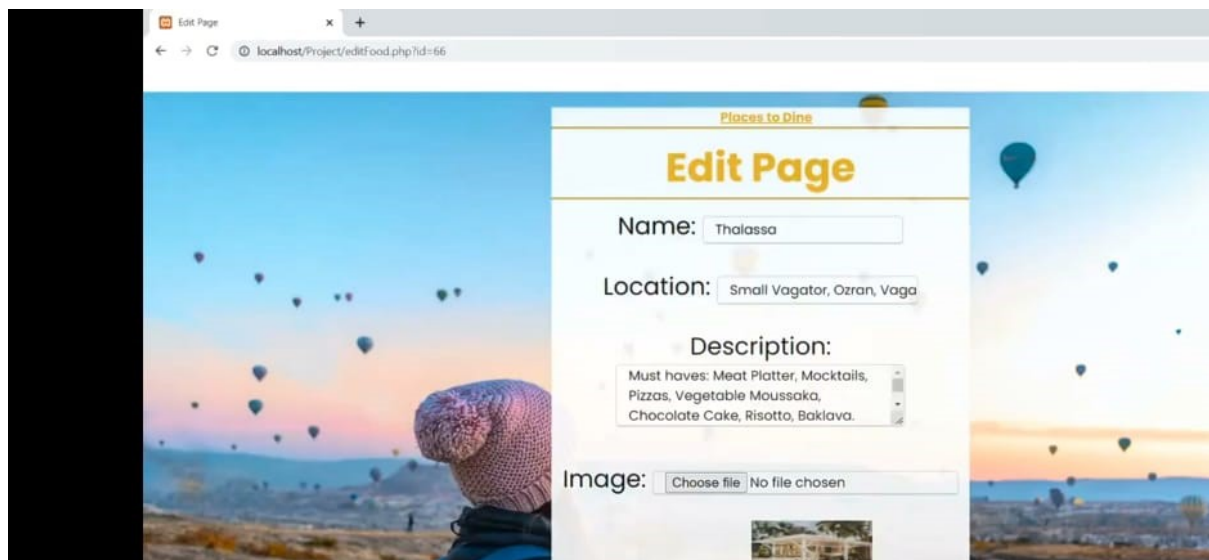 Edit Page
localhost/Project/editFood.php?id=66
Places to Dine
Edit Page
Name: Thalassa
Location: Small Vagator, Ozran, Vaga
Description:
Must haves: Meat Platter, Mocktails,
Pizzas, Vegetable Moussaka,
Chocolate Cake, Risotto, Baklava.
Image: Choose file No file chosen